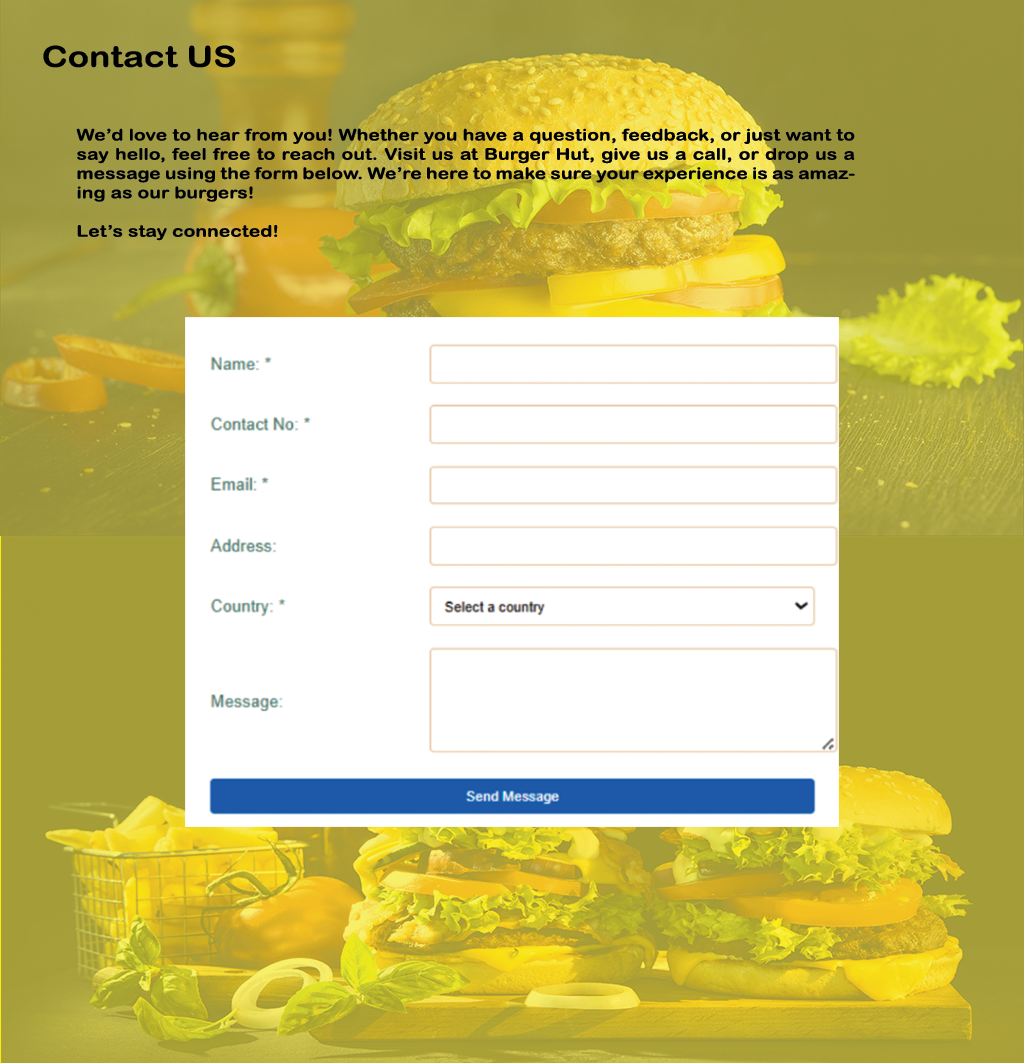 Contact US
We’d love to hear from you! Whether you have a question, feedback, or just want to
say hello, feel free to reach out. Visit us at Burger Hut, give us a call, or drop us a
message using the form below. We’re here to make sure your experience is as amaz-
ing as our burgers!
Let’s stay connected!
Name: *
Contact No: *
Email: *
Address:
Country: *
Select a country
Message:
Send Message